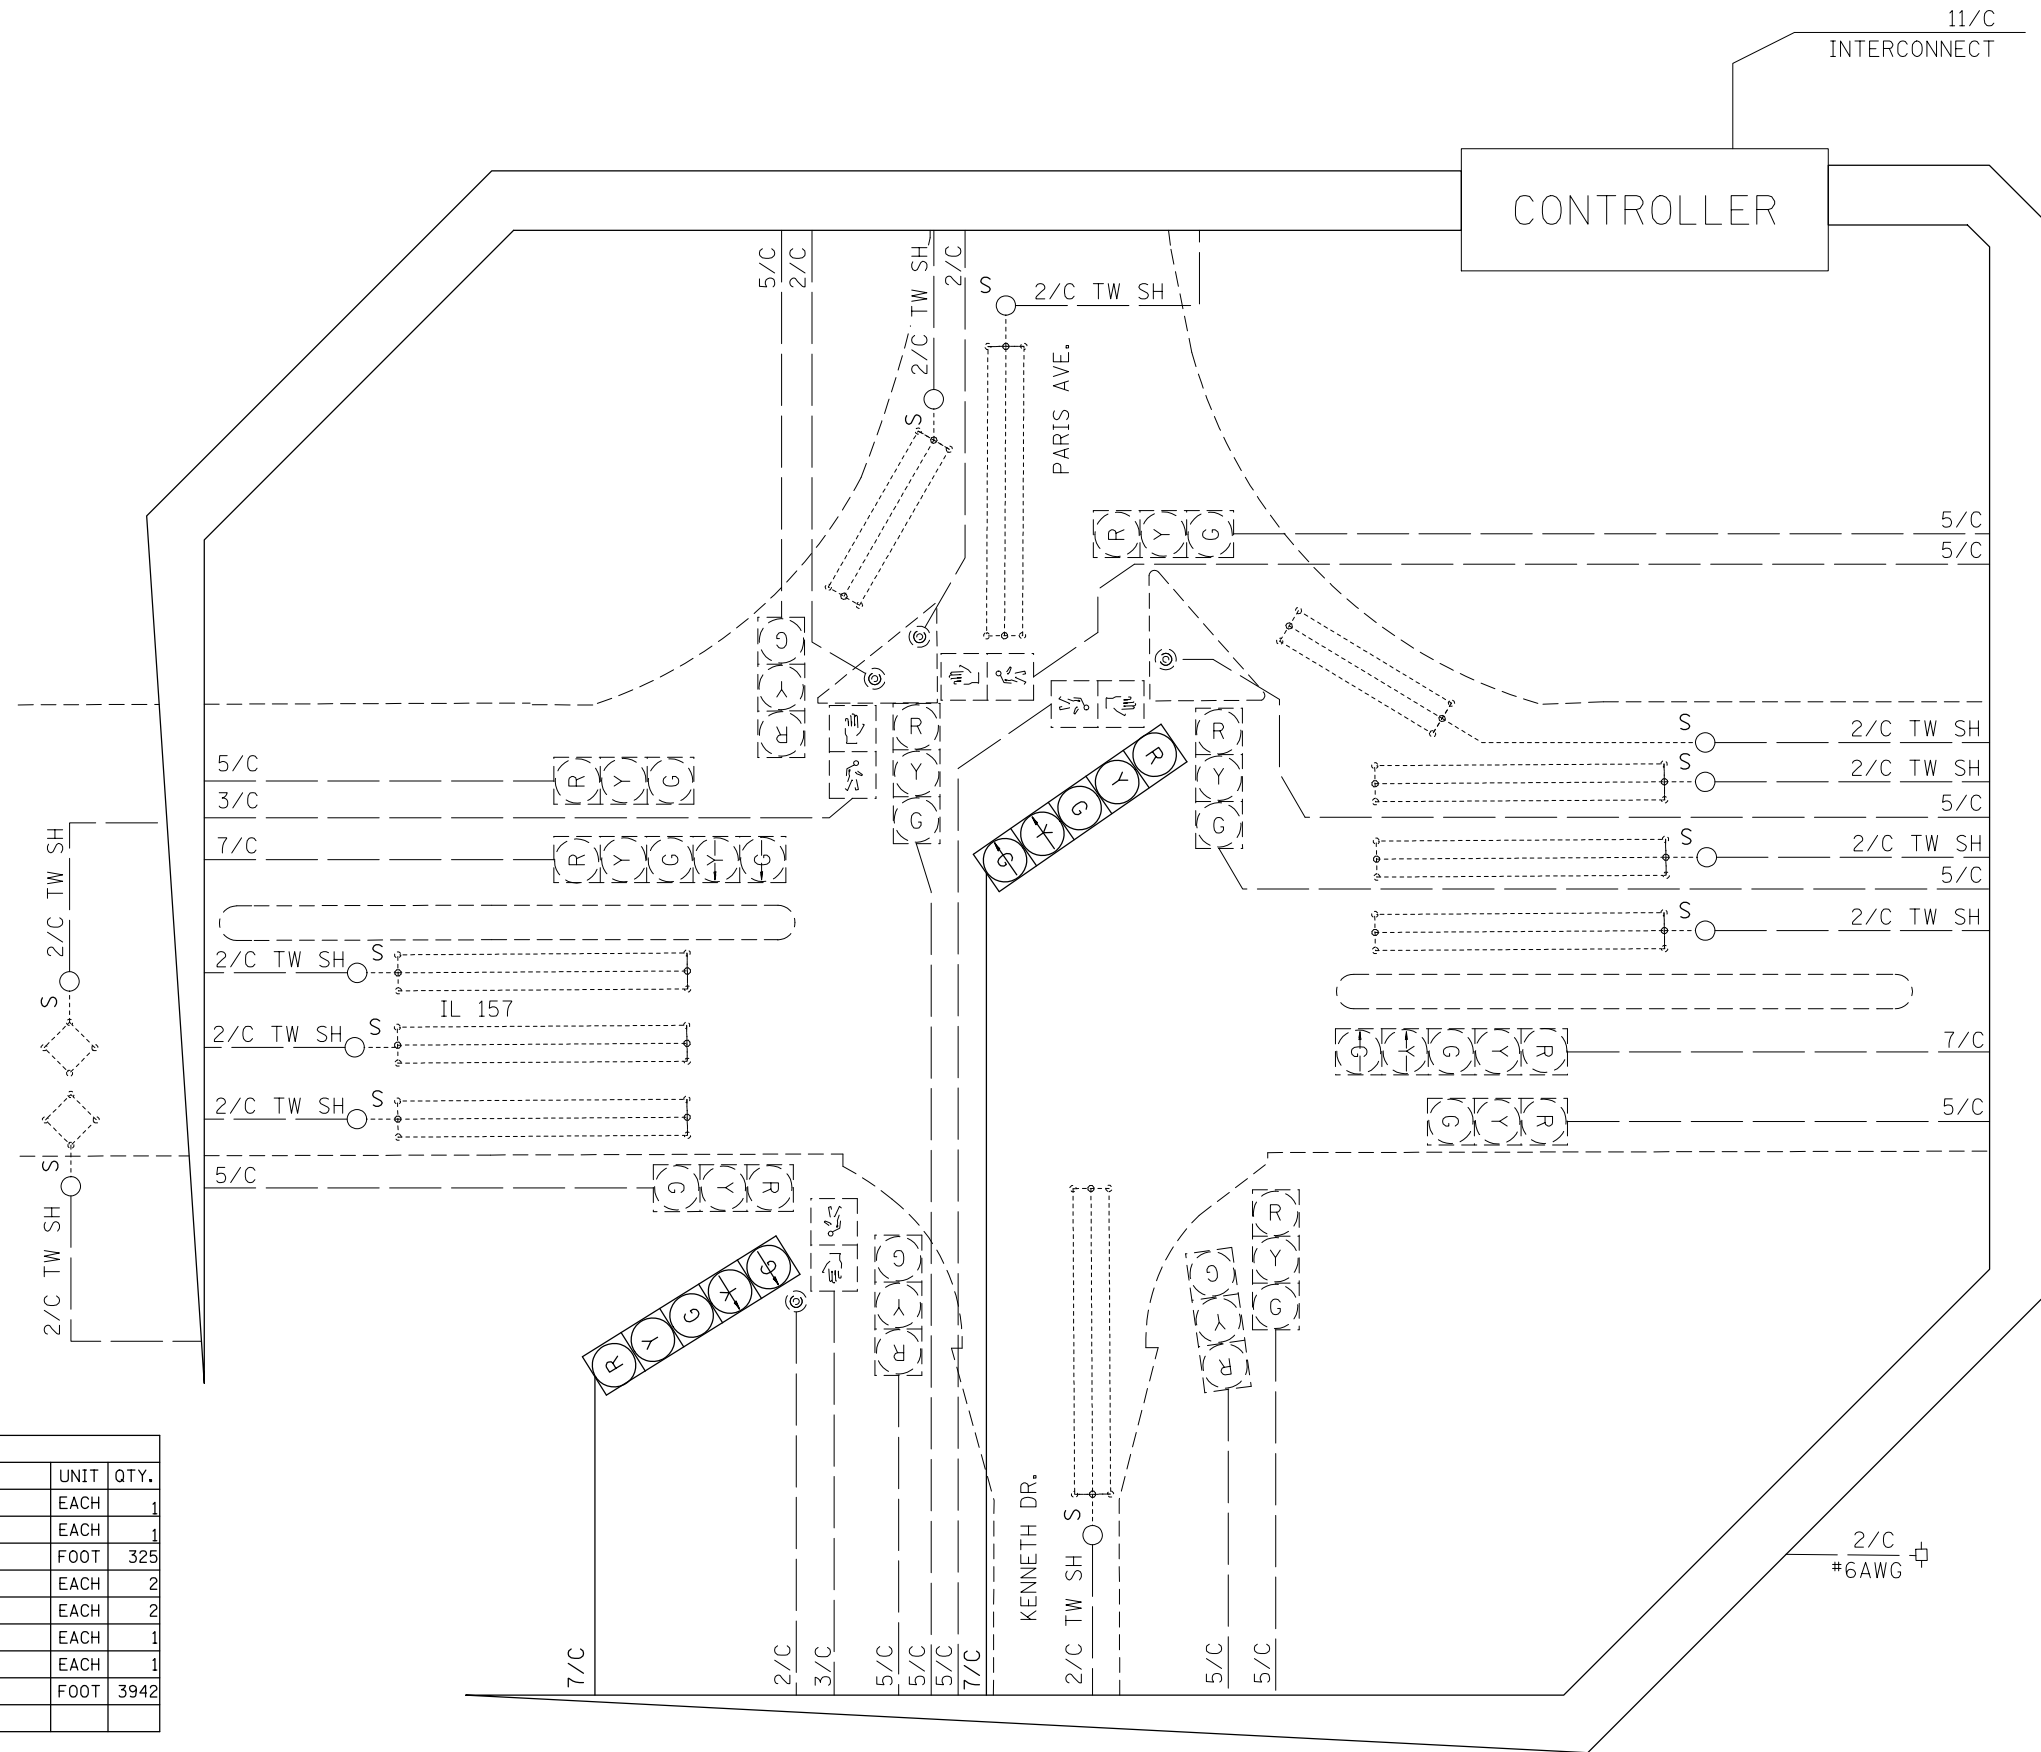 11/C
INTERCONNECT
CONTROLLER
5/C
2/C
2/C TW SH
2/C
S
2/C TW SH
S
PARIS AVE.
R Y G
5/C
5/C
G
Y
R
R
Y
G
R
Y
G
R
Y
G
Y
G
S
2/C TW SH
S
2/C TW SH
5/C
S
2/C TW SH
5/C
S
2/C TW SH
5/C
R Y G
3/C
7/C
R Y G Y G
2/C TW SH
S
2/C TW SH
S
IL 157
2/C TW SH
S
2/C TW SH
S
S
2/C TW SH
G Y G Y R
7/C
G Y R
5/C
5/C
G Y R
R
Y
G
Y
G
G
Y
R
G
Y
R
R
Y
G
KENNETH DR.
S
2/C TW SH
7/C
2/C
3/C
5/C
5/C
5/C
7/C
5/C
5/C
2/C
#6AWG
UNIT QTY.
EACH 1
EACH 1
FOOT 325
EACH 2
EACH 2
EACH 1
EACH 1
FOOT 3942